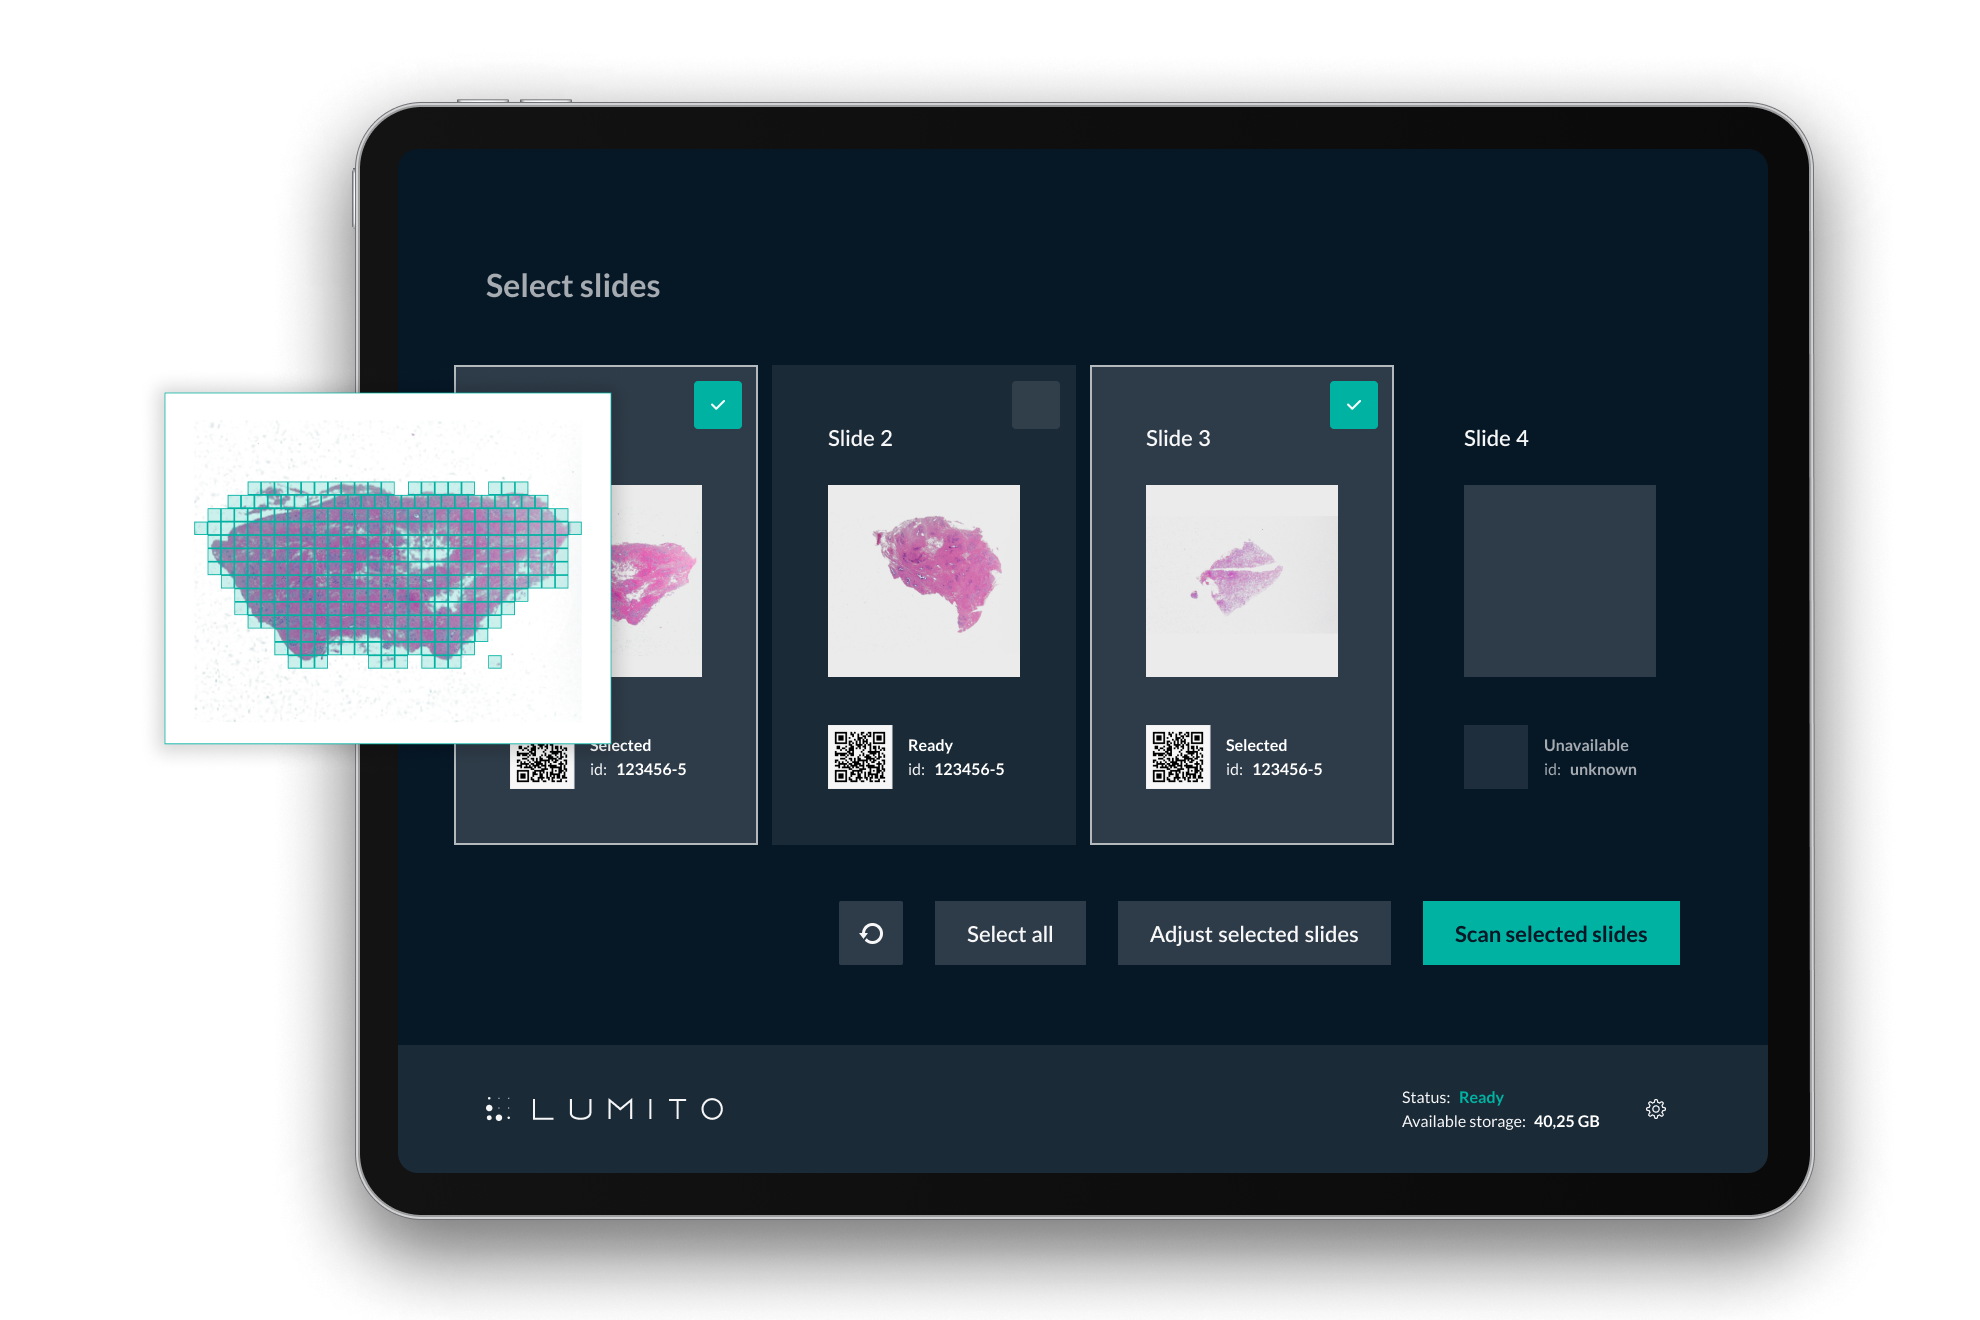 Select slides
Slide 2
Slide 3
Slide 4
Selected
id: 123456-5
Ready
id: 123456-5
Selected
id: 123456-5
Unavailable
id: unknown
Select all
Adjust selected slides
Scan selected slides
LUMITO
Status: Ready
Available storage: 40,25 GB